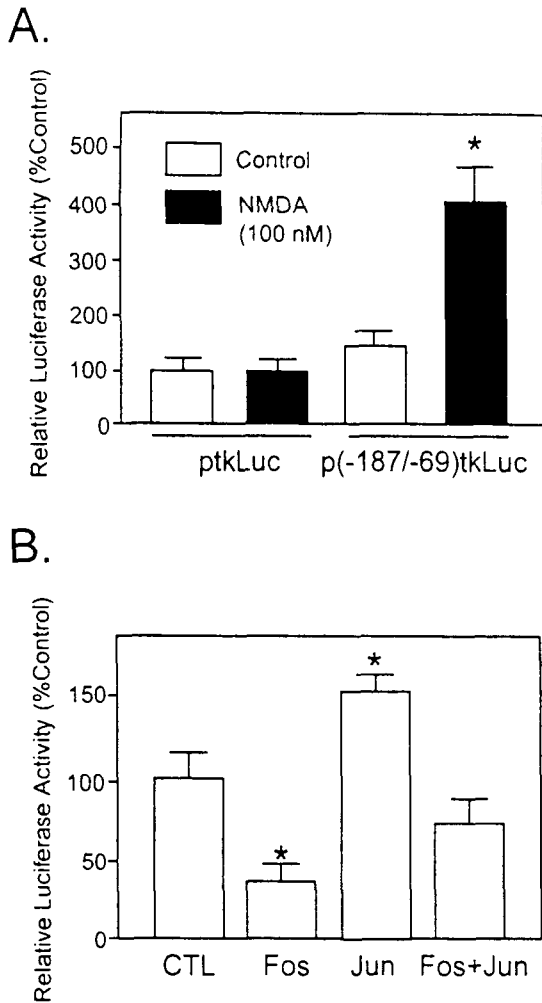 A.
Relative Luciferase Activity (%Control)
500
400
300
200
100
0
Control
NMDA
(100 nM)
*
ptkLuc
p(-187/-69)tkLuc
B.
Relative Luciferase Activity (%Control)
150
100
50
0
*
*
CTL
Fos
Jun
Fos+Jun